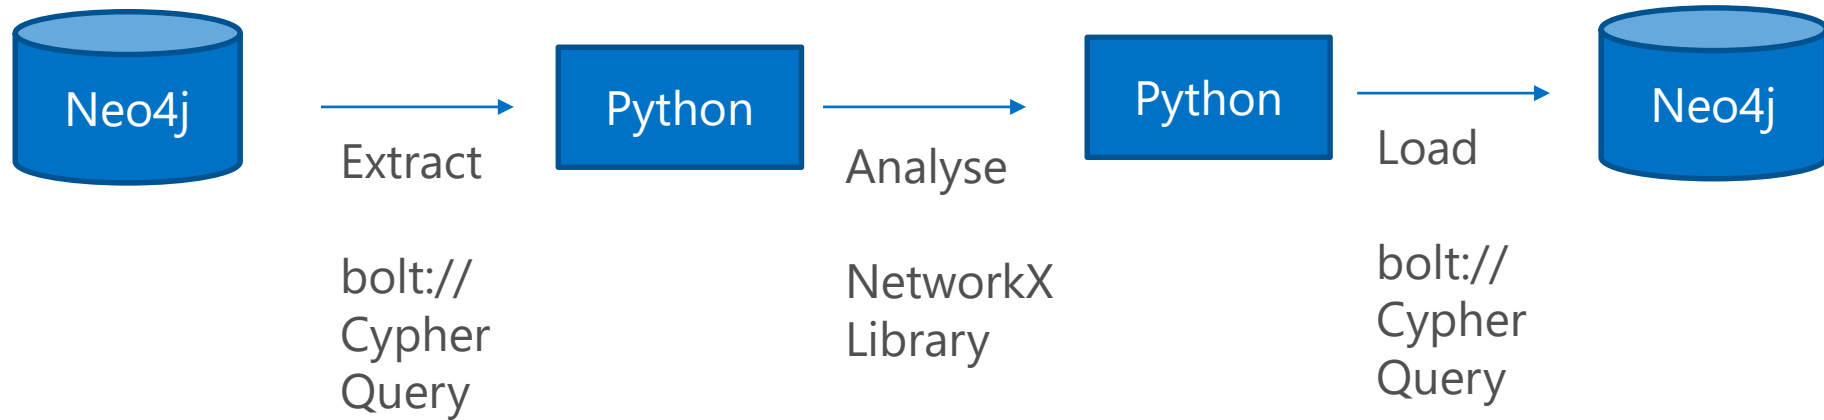 Neo4j
Extract
bolt://
Cypher
Query
Python
Analyse
NetworkX
Library
Python
Load
bolt://
Cypher
Query
Neo4j